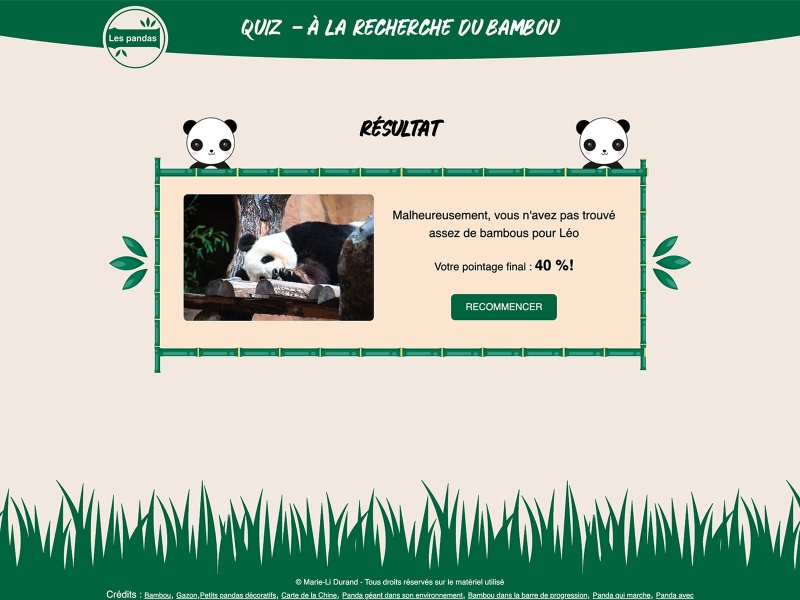 Les pandas
QUIZ – À LA RECHERCHE DU BAMBOU
RÉSULTAT
Malheureusement, vous n'avez pas trouvé
assez de bambous pour Léo
Votre pointage final : 40 %!
RECOMMENCER
© Marie-Li Durand - Tous droits réservés sur le matériel utilisé
Crédits : Bambou, Gazon,Petits pandas décoratifs, Carte de la Chine, Panda géant dans son environnement, Bambou dans la barre de progression, Panda qui marche, Panda avec